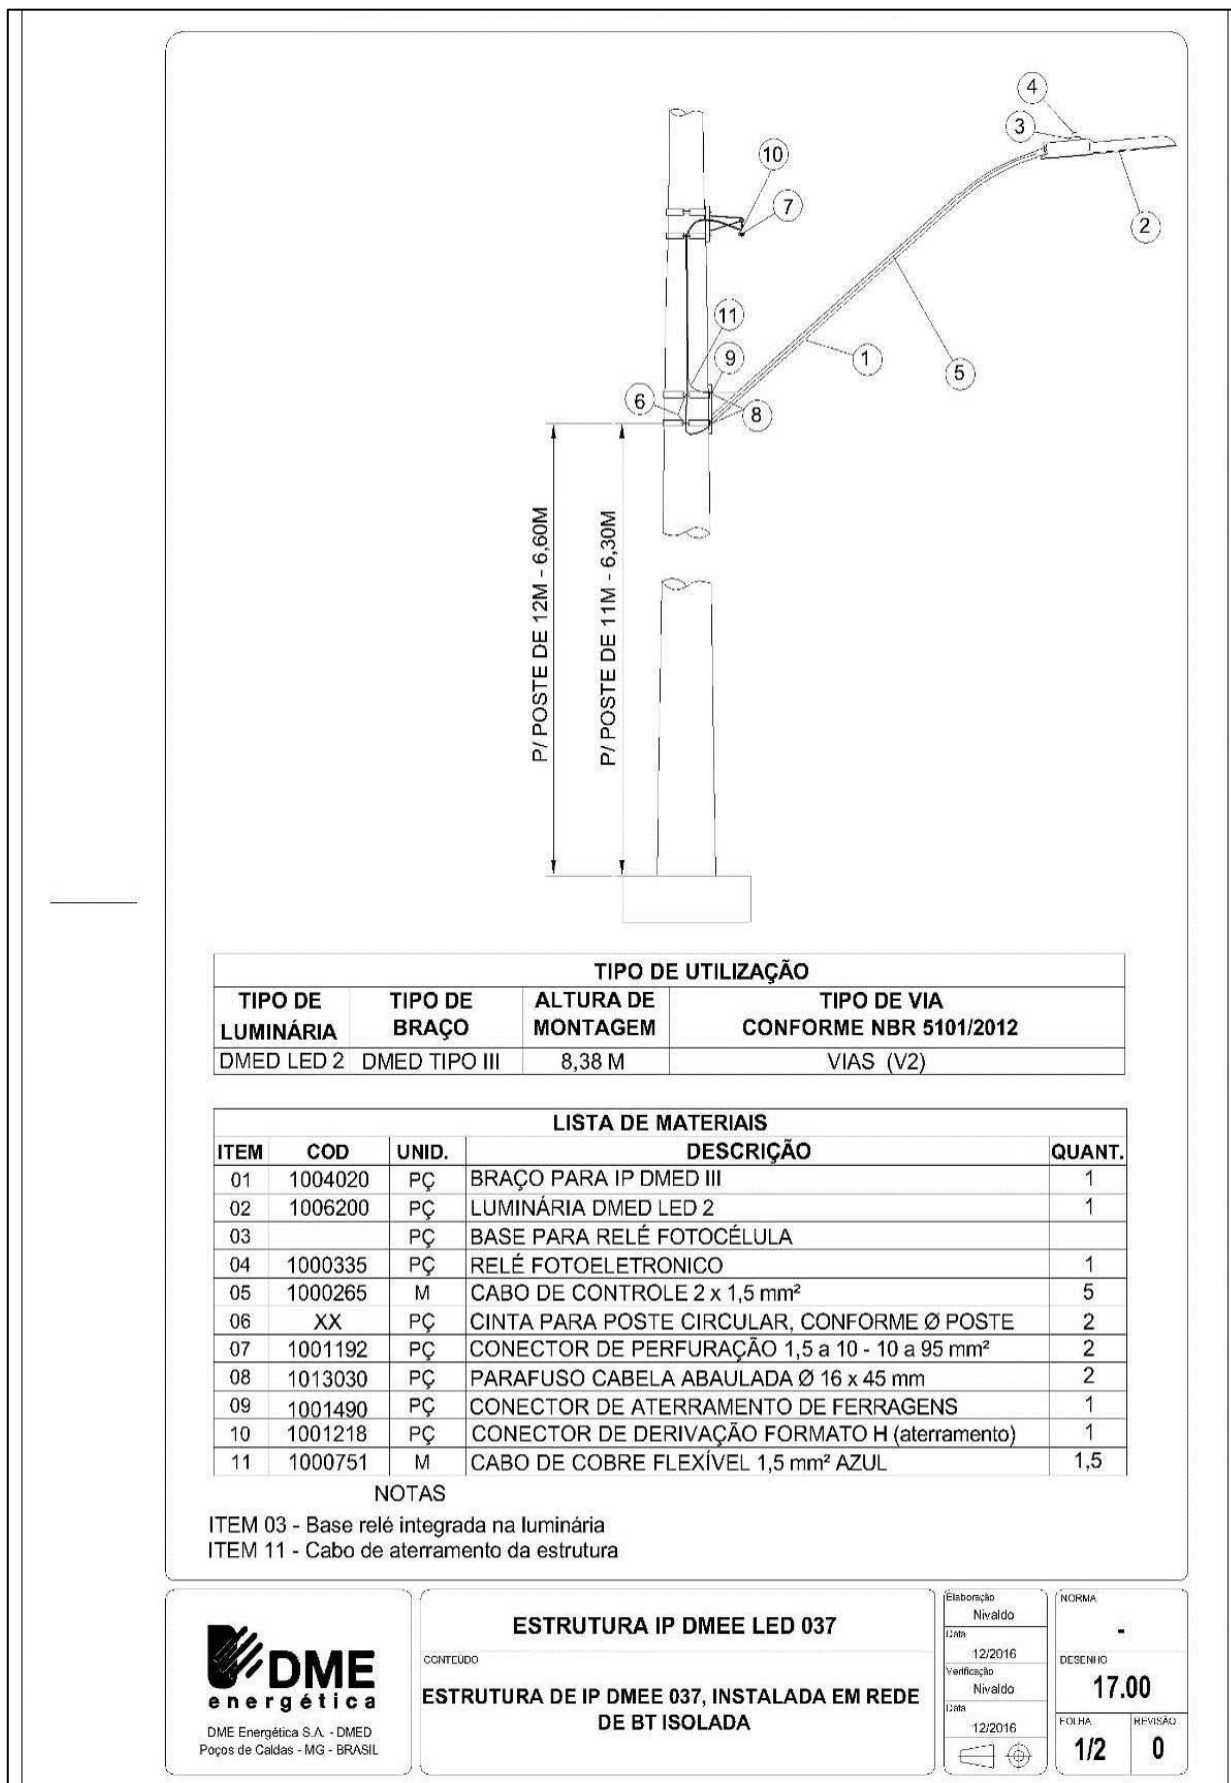 4
3
10
7
2
11
9
1
5
6
8
P/ POSTE DE 12M - 6,60M
P/ POSTE DE 11M - 6,30M
TIPO DE UTILIZAÇÃO
TIPO DE LUMINÁRIA TIPO DE BRAÇO ALTURA DE MONTAGEM TIPO DE VIA CONFORME NBR 5101/2012
DMED LED 2 DMED TIPO III 8,38 M VIAS (V2)
LISTA DE MATERIAIS
ITEM COD UNID. DESCRIÇÃO QUANT.
01 1004020 PÇ BRAÇO PARA IP DMED III 1
02 1006200 PÇ LUMINÁRIA DMED LED 2 1
03 PÇ BASE PARA RELÉ FOTOCÉLULA
04 1000335 PÇ RELÉ FOTOELETRONICO 1
05 1000265 M CABO DE CONTROLE 2 x 1,5 mm² 5
06 XX PÇ CINTA PARA POSTE CIRCULAR, CONFORME Ø POSTE 2
07 1001192 PÇ CONECTOR DE PERFURAÇÃO 1,5 a 10 - 10 a 95 mm² 2
08 1013030 PÇ PARAFUSO CABELA ABAULADA Ø 16 x 45 mm 2
09 1001490 PÇ CONECTOR DE ATERRAMENTO DE FERRAGENS 1
10 1001218 PÇ CONECTOR DE DERIVAÇÃO FORMATO H (aterramento) 1
11 1000751 M CABO DE COBRE FLEXÍVEL 1,5 mm² AZUL 1,5
NOTAS
ITEM 03 - Base relé integrada na luminária
ITEM 11 - Cabo de aterramento da estrutura
DME
energética
DME Energética S.A. - DMED
Poços de Caldas - MG - BRASIL
ESTRUTURA IP DMEE LED 037
CONTEÚDO
ESTRUTURA DE IP DMEE 037, INSTALADA EM REDE
DE BT ISOLADA
Elaboração
Nivaldo
Data
12/2016
Verificação
Nivaldo
Data
12/2016
NORMA
-
DESENHO
17.00
FOLHA
1/2
REVISÃO
0